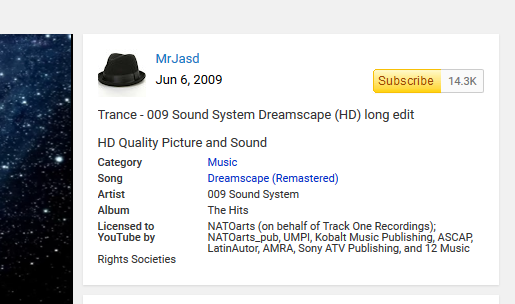 MrJasd
Jun 6, 2009
Subscribe 14.3K
Trance - 009 Sound System Dreamscape (HD) long edit
HD Quality Picture and Sound
Category Music
Song Dreamscape (Remastered)
Artist 009 Sound System
Album The Hits
Licensed to NATOarts (on behalf of Track One Recordings);
YouTube by NATOarts_pub, UMPI, Kobalt Music Publishing, ASCAP,
LatinAutor, AMRA, Sony ATV Publishing, and 12 Music
Rights Societies